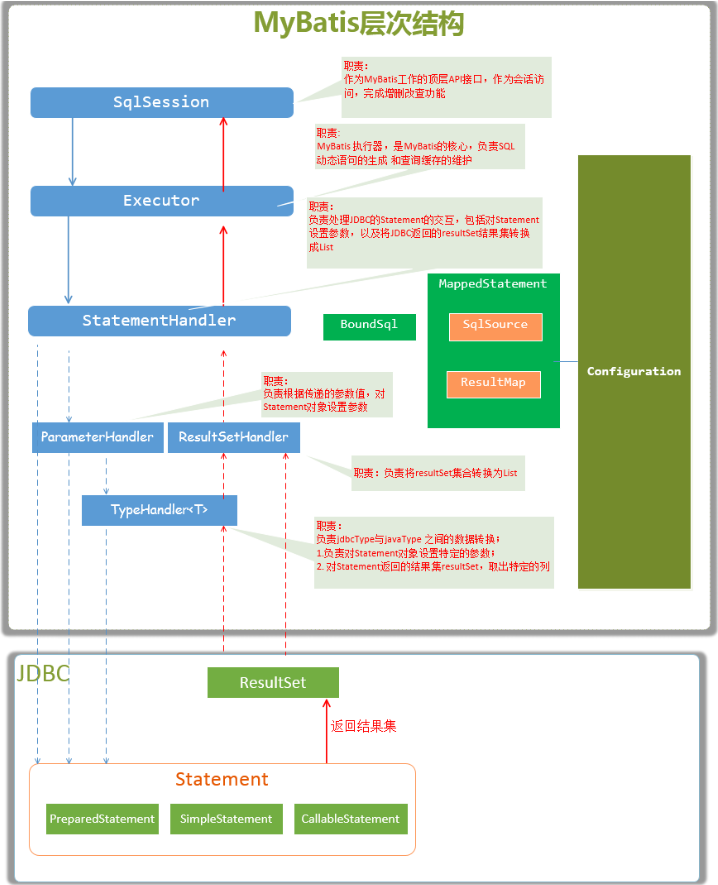 MyBatis层次结构
职责：
作为MyBatis工作的顶层API接口，作为会话访
问，完成增删改查功能
SqlSession
职责:
MyBatis 执行器，是MyBatis的核心，负责SQL
动态语句的生成 和查询缓存的维护
Executor
职责：
负责处理JDBC的Statement的交互，包括对Statement
设置参数，以及将JDBC返回的resultSet结果集转换
成List
StatementHandler
BoundSql
MappedStatement
SqlSource
ResultMap
Configuration
职责：
负责根据传递的参数值，对
Statement对象设置参数
ParameterHandler
ResultSetHandler
职责：负责将resultSet集合转换为List
TypeHandler<T>
职责：
负责jdbcType与javaType 之间的数据转换；
1.负责对Statement对象设置特定的参数；
2. 对Statement返回的结果集resultSet，取出特定的列
JDBC
ResultSet
返回结果集
Statement
PreparedStatement
SimpleStatement
CallableStatement